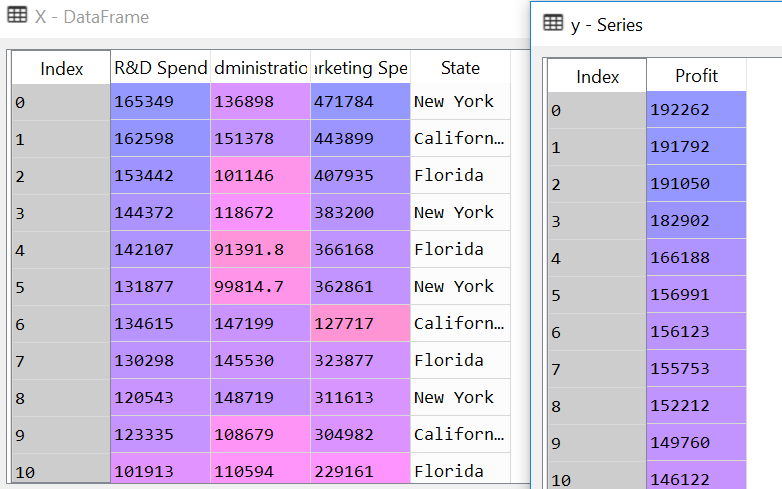 X - DataFrame
Index R&D Spend dministratio rketing Spe State
0 165349 136898 471784 New York
1 162598 151378 443899 Californ…
2 153442 101146 407935 Florida
3 144372 118672 383200 New York
4 142107 91391.8 366168 Florida
5 131877 99814.7 362861 New York
6 134615 147199 127717 Californ…
7 130298 145530 323877 Florida
8 120543 148719 311613 New York
9 123335 108679 304982 Californ…
10 101913 110594 229161 Florida
y - Series
Index Profit
0 192262
1 191792
2 191050
3 182902
4 166188
5 156991
6 156123
7 155753
8 152212
9 149760
10 146122